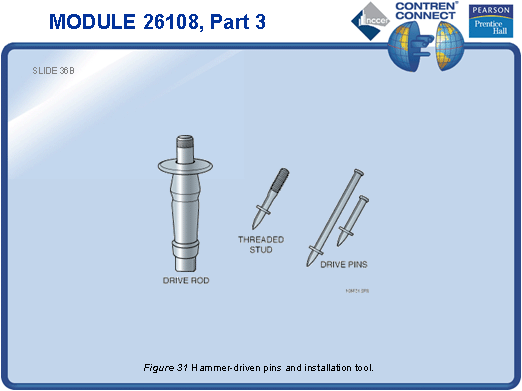 MODULE 26108, Part 3
nccer
CONTREN®
CONNECT
PEARSON
Prentice
Hall
SLIDE 36B
THREADED
STUD
DRIVE PINS
DRIVE ROD
Figure 31 Hammer-driven pins and installation tool.